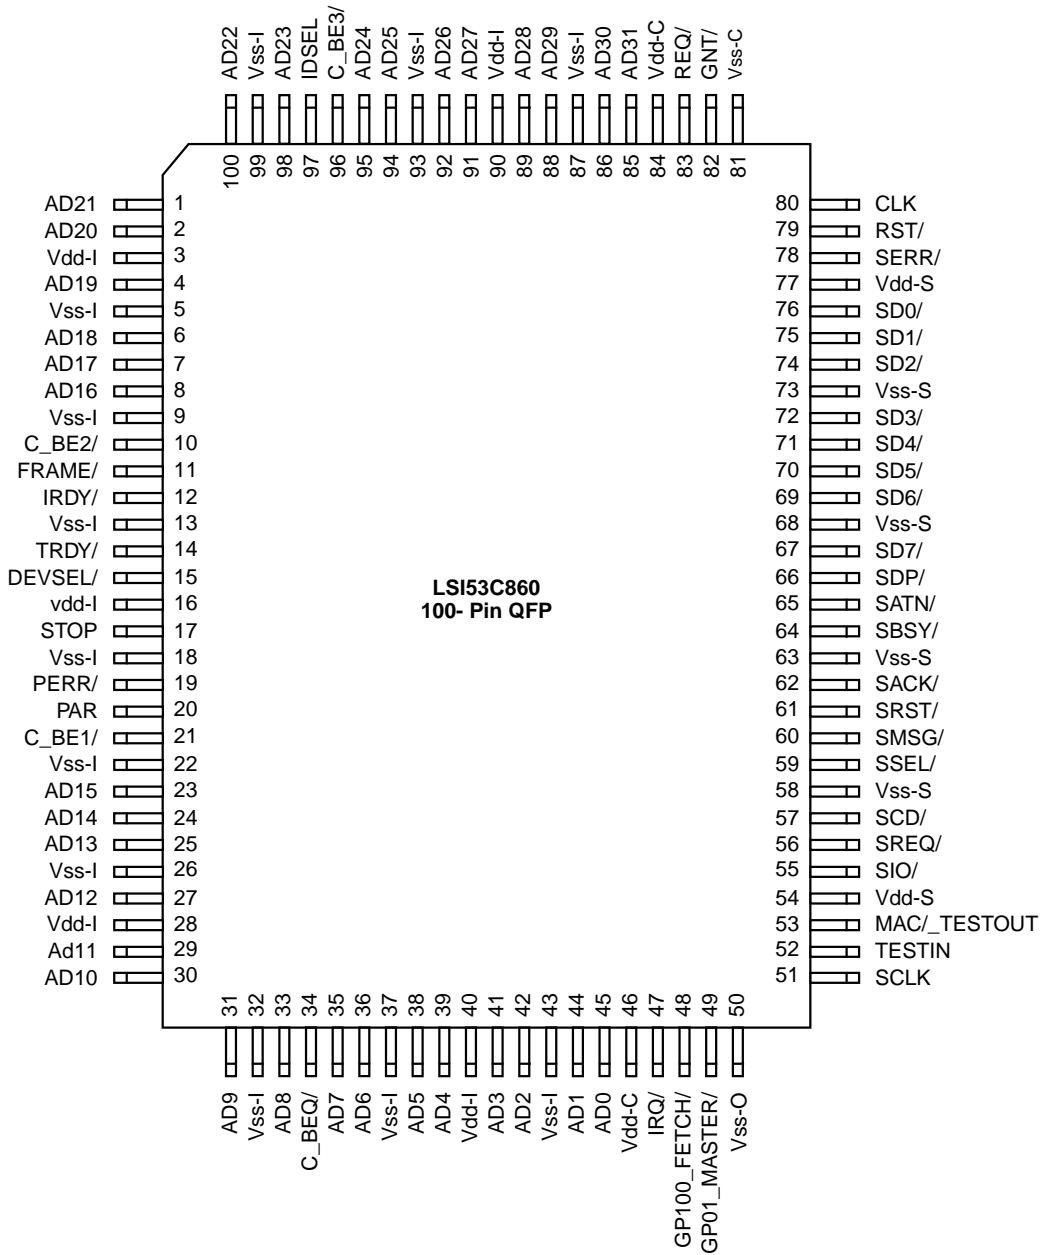 AD22 Vss-I AD23 IDSEL C_BE3/ AD24 AD25 Vss-I AD26 AD27 Vdd-I AD28 AD29 Vss-I AD30 AD31 Vdd-C REQ/ GNT/ Vss-C
100 99 98 97 96 95 94 93 92 91 90 89 88 87 86 85 84 83 82 81
AD21 1 80 CLK
AD20 2 79 RST/
Vdd-I 3 78 SERR/
AD19 4 77 Vdd-S
Vss-I 5 76 SD0/
AD18 6 75 SD1/
AD17 7 74 SD2/
AD16 8 73 Vss-S
Vss-I 9 72 SD3/
C_BE2/ 10 71 SD4/
FRAME/ 11 70 SD5/
IRDY/ 12 69 SD6/
Vss-I 13 68 Vss-S
TRDY/ 14 67 SD7/
DEVSEL/ 15 66 SDP/
vdd-I 16 65 SATN/
STOP 17 64 SBSY/
Vss-I 18 63 Vss-S
PERR/ 19 62 SACK/
PAR 20 61 SRST/
C_BE1/ 21 60 SMSG/
Vss-I 22 59 SSEL/
AD15 23 58 Vss-S
AD14 24 57 SCD/
AD13 25 56 SREQ/
Vss-I 26 55 SIO/
AD12 27 54 Vdd-S
Vdd-I 28 53 MAC/_TESTOUT
Ad11 29 52 TESTIN
AD10 30 51 SCLK
LSI53C860
100- Pin QFP
31 32 33 34 35 36 37 38 39 40 41 42 43 44 45 46 47 48 49 50
AD9 Vss-I AD8 C_BEQ/ AD7 AD6 Vss-I AD5 AD4 Vdd-I AD3 AD2 Vss-I AD1 AD0 Vdd-C IRQ/ GP100_FETCH/ GP01_MASTER/ Vss-O